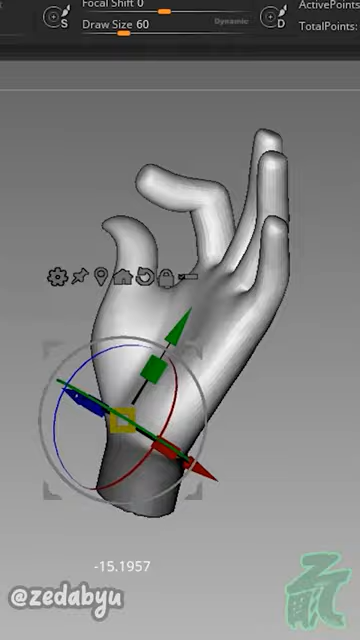 Focal Shift 0
ActivePoints
S
Draw Size 60
Dynamic
D
TotalPoints:
-15.1957
@zedabyu